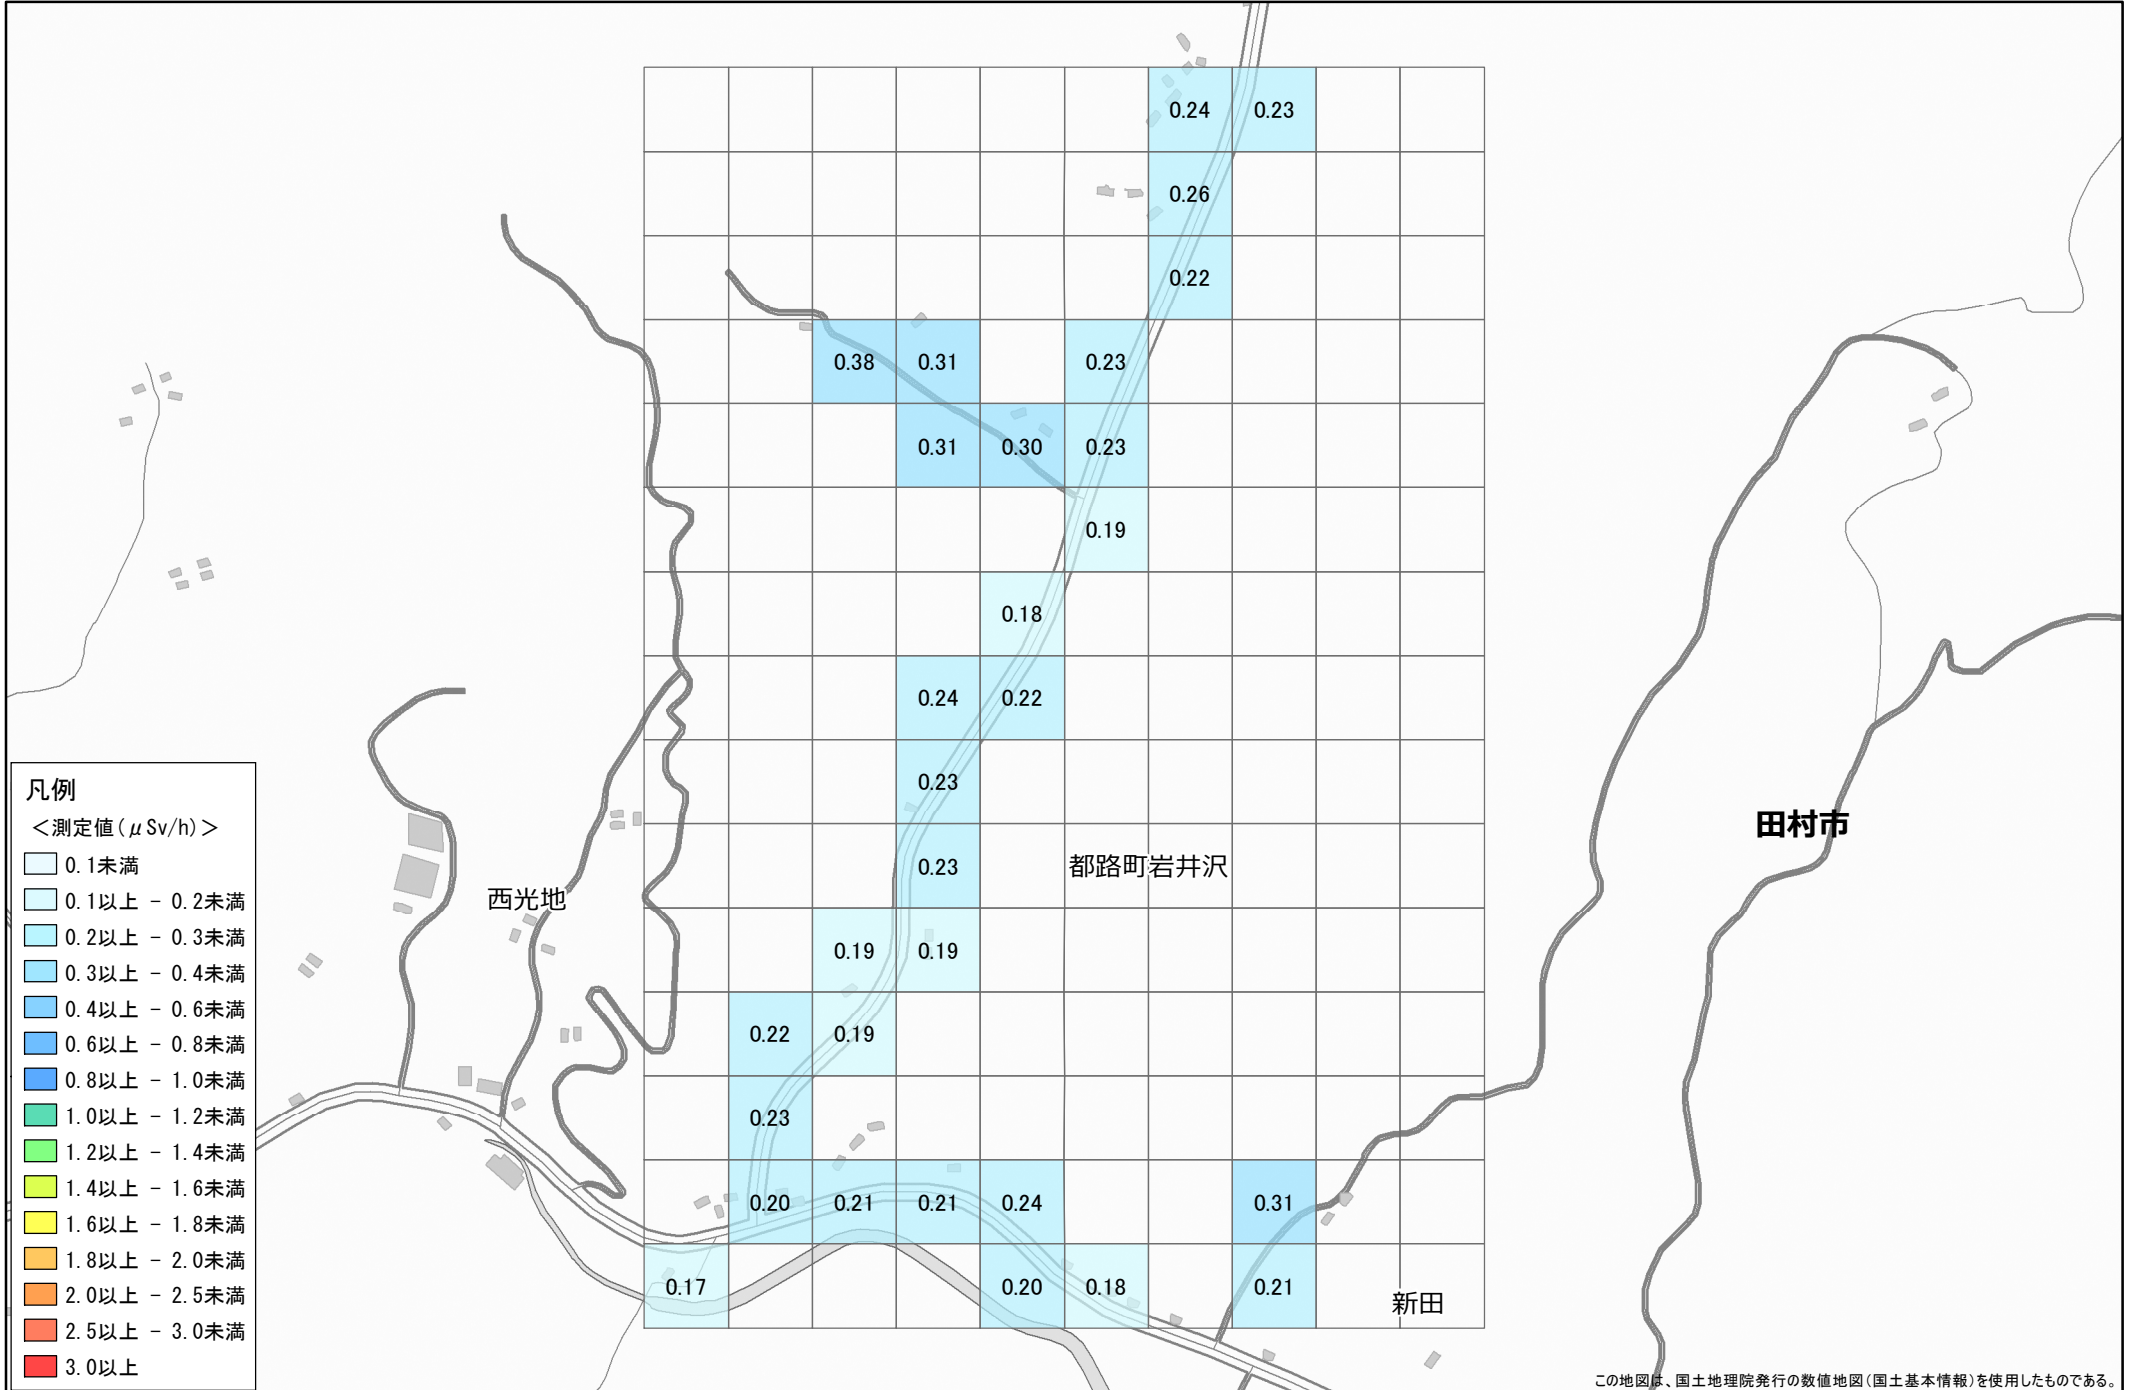 0.24 0.23
0.26
0.22
0.38 0.31 0.23
0.31 0.30 0.23
0.19
0.18
0.24 0.22
0.23
0.23
0.19 0.19
0.22 0.19
0.23
0.20 0.21 0.21 0.24 0.31
0.17 0.20 0.18 0.21
田村市
都路町岩井沢
西光地
新田
凡例
＜測定値(μSv/h)＞
0.1未満
0.1以上 - 0.2未満
0.2以上 - 0.3未満
0.3以上 - 0.4未満
0.4以上 - 0.6未満
0.6以上 - 0.8未満
0.8以上 - 1.0未満
1.0以上 - 1.2未満
1.2以上 - 1.4未満
1.4以上 - 1.6未満
1.6以上 - 1.8未満
1.8以上 - 2.0未満
2.0以上 - 2.5未満
2.5以上 - 3.0未満
3.0以上
この地図は、国土地理院発行の数値地図(国土基本情報)を使用したものである。